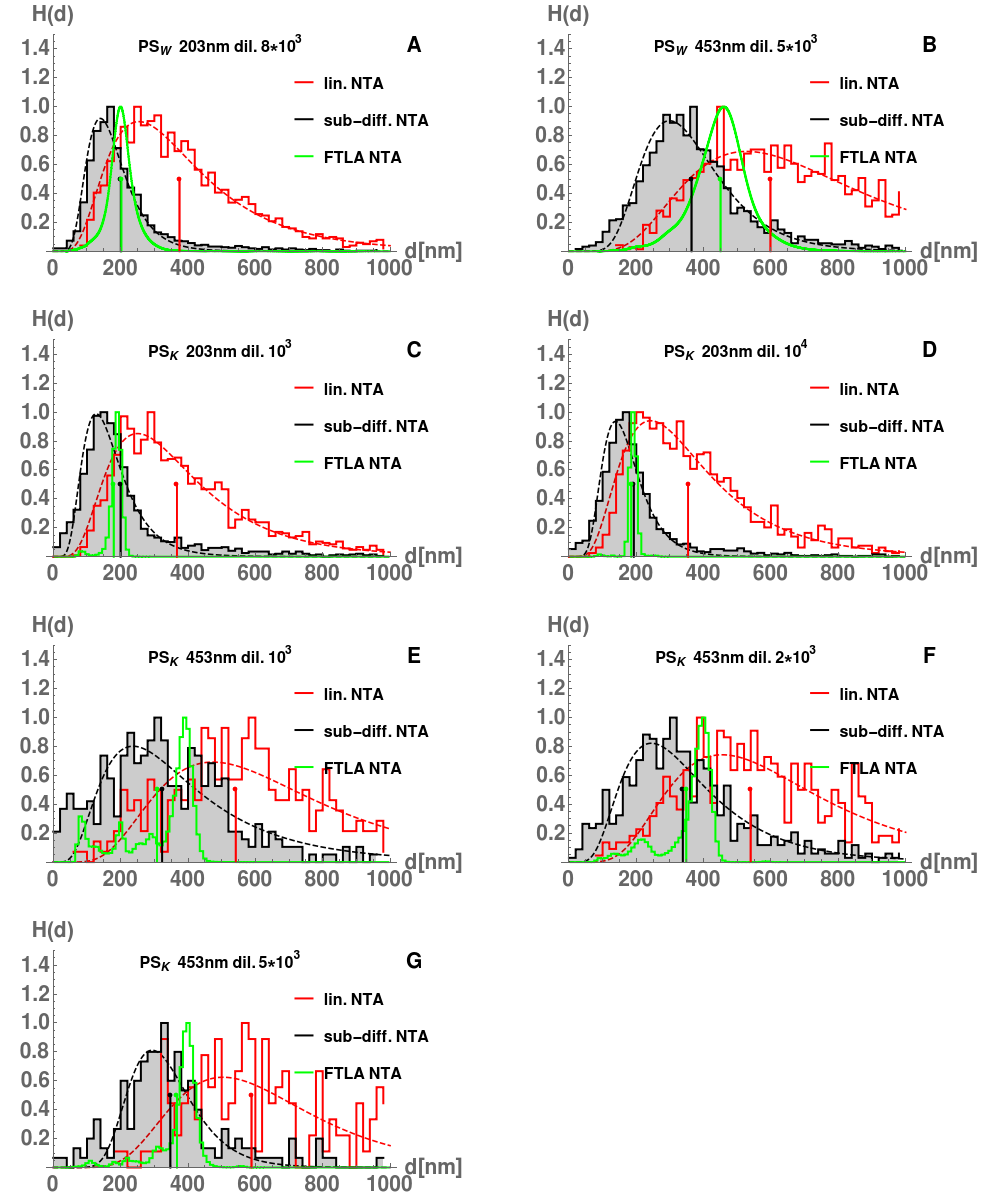 H(d)
PSW 203nm dil. 8*10^3
A
lin. NTA
sub-diff. NTA
FTLA NTA
1.4
1.2
1.0
0.8
0.6
0.4
0.2
0 200 400 600 800 1000 d[nm]
H(d)
PSW 453nm dil. 5*10^3
B
lin. NTA
sub-diff. NTA
FTLA NTA
1.4
1.2
1.0
0.8
0.6
0.4
0.2
0 200 400 600 800 1000 d[nm]
H(d)
PSK 203nm dil. 10^3
C
lin. NTA
sub-diff. NTA
FTLA NTA
1.4
1.2
1.0
0.8
0.6
0.4
0.2
0 200 400 600 800 1000 d[nm]
H(d)
PSK 203nm dil. 10^4
D
lin. NTA
sub-diff. NTA
FTLA NTA
1.4
1.2
1.0
0.8
0.6
0.4
0.2
0 200 400 600 800 1000 d[nm]
H(d)
PSK 453nm dil. 10^3
E
lin. NTA
sub-diff. NTA
FTLA NTA
1.4
1.2
1.0
0.8
0.6
0.4
0.2
0 200 400 600 800 1000 d[nm]
H(d)
PSK 453nm dil. 2*10^3
F
lin. NTA
sub-diff. NTA
FTLA NTA
1.4
1.2
1.0
0.8
0.6
0.4
0.2
0 200 400 600 800 1000 d[nm]
H(d)
PSK 453nm dil. 5*10^3
G
lin. NTA
sub-diff. NTA
FTLA NTA
1.4
1.2
1.0
0.8
0.6
0.4
0.2
0 200 400 600 800 1000 d[nm]